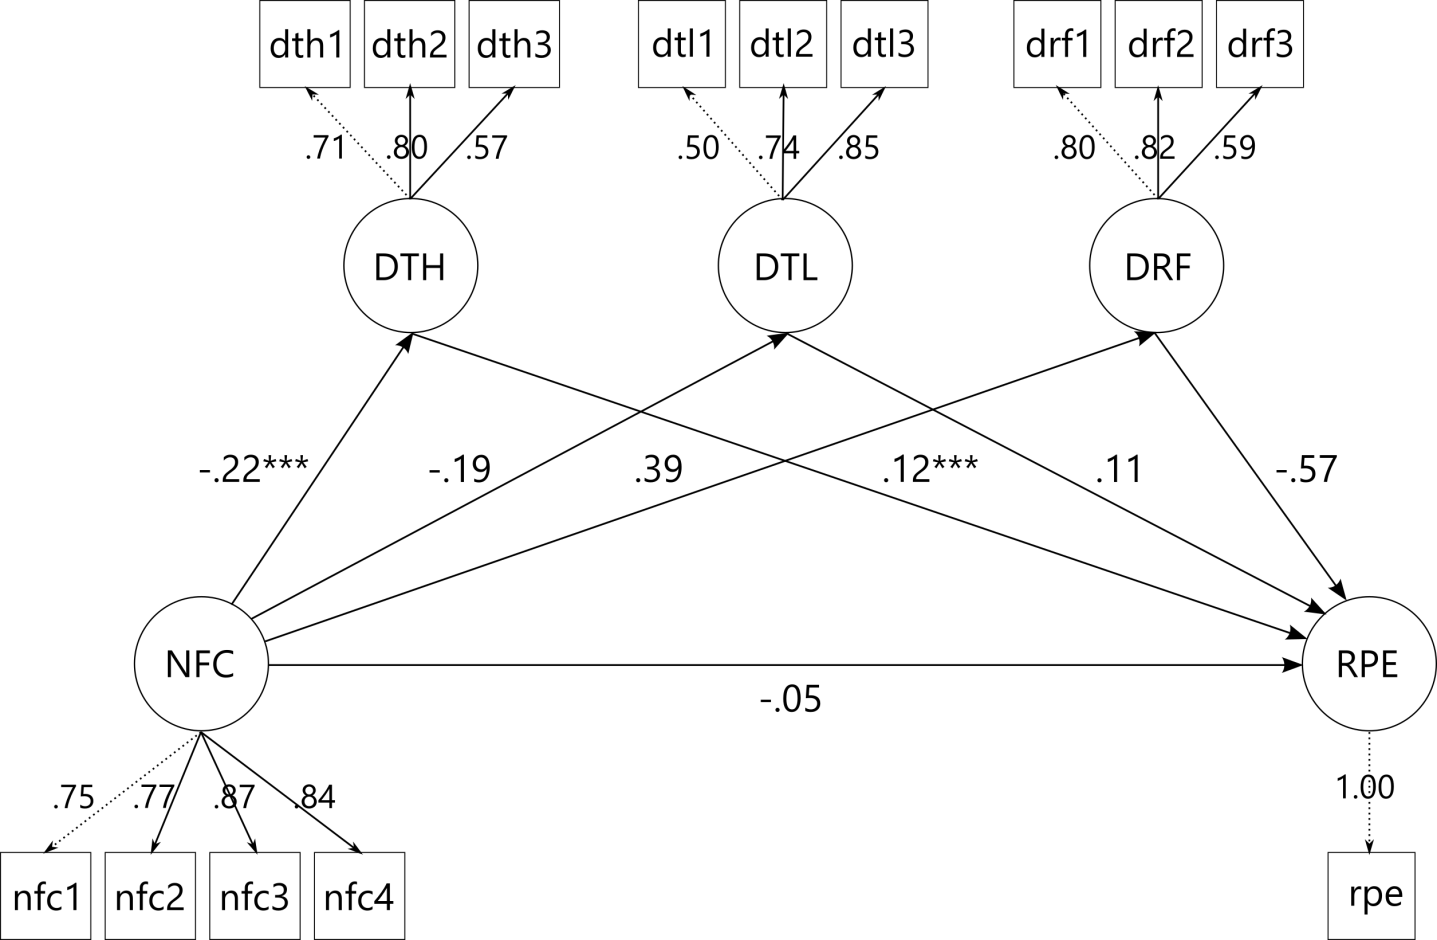 dth1 dth2 dth3 dtl1 dtl2 dtl3 drf1 drf2 drf3
.71 .80 .57 .50 .74 .85 .80 .82 .59
DTH DTL DRF
-.22*** -.19 .39 .12*** .11 -.57
NFC RPE
-.05
.75 .77 .87 .84 1.00
nfc1 nfc2 nfc3 nfc4 rpe